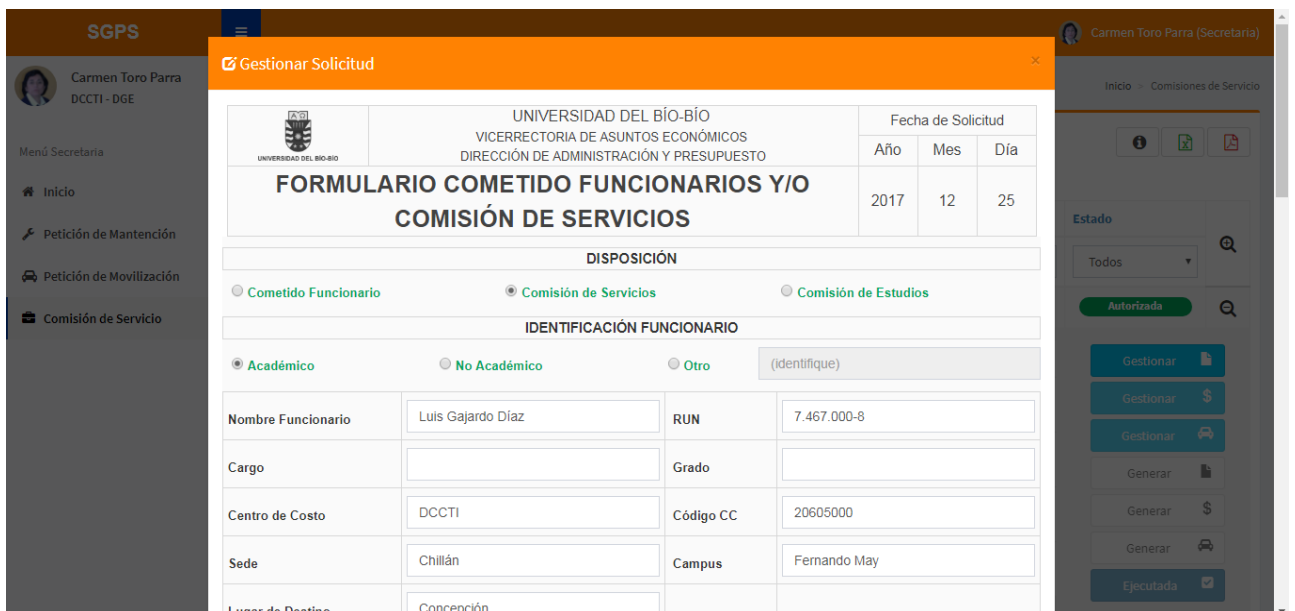 SGPS
Carmen Toro Parra (Secretaria)
Carmen Toro Parra
DCCTI - DGE
Inicio > Comisiones de Servicio
Menú Secretaria
Inicio
Petición de Mantención
Petición de Movilización
Comisión de Servicio
Gestionar Solicitud
×
UNIVERSIDAD DEL BÍO-BÍO
UNIVERSIDAD DEL BÍO-BÍO
VICERRECTORIA DE ASUNTOS ECONÓMICOS
DIRECCIÓN DE ADMINISTRACIÓN Y PRESUPUESTO
Fecha de Solicitud
Año Mes Día
FORMULARIO COMETIDO FUNCIONARIOS Y/O
COMISIÓN DE SERVICIOS
2017 12 25
DISPOSICIÓN
Cometido Funcionario Comisión de Servicios Comisión de Estudios
IDENTIFICACIÓN FUNCIONARIO
Académico No Académico Otro (identifique)
Nombre Funcionario Luis Gajardo Díaz RUN 7.467.000-8
Cargo Grado
Centro de Costo DCCTI Código CC 20605000
Sede Chillán Campus Fernando May
Lugar de Destino Concepción
Estado
Todos
Autorizada
Gestionar
Gestionar $
Gestionar
Generar
Generar $
Generar
Ejecutada